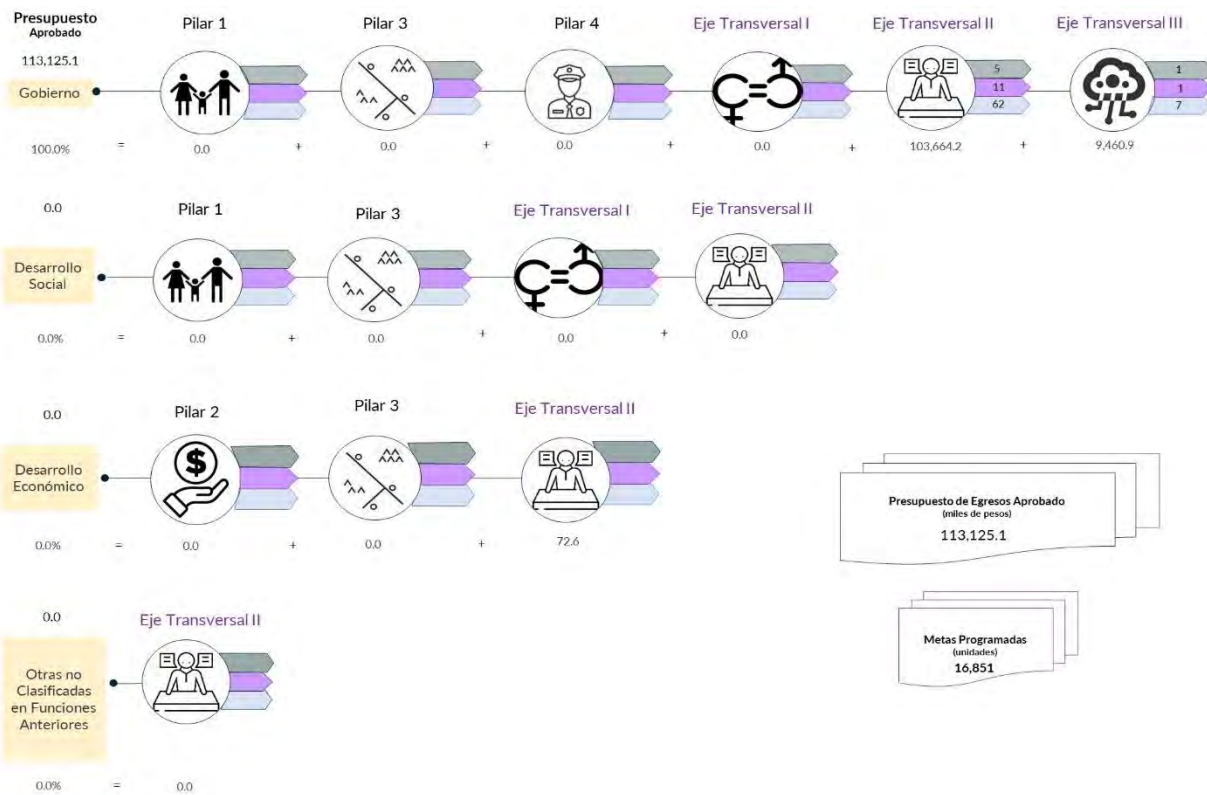 Presupuesto
Aprobado
Pilar 1
Pilar 3
Pilar 4
Eje Transversal I
Eje Transversal II
Eje Transversal III
113,125.1
Gobierno
5
11
62
1
1
7
100.0% = 0.0 + 0.0 + 0.0 + 0.0 + 103,664.2 + 9,460.9
0.0
Pilar 1
Pilar 3
Eje Transversal I
Eje Transversal II
Desarrollo
Social
0.0% = 0.0 + 0.0 + 0.0 + 0.0
0.0
Pilar 2
Pilar 3
Eje Transversal II
$
Desarrollo
Económico
0.0% = 0.0 + 0.0 + 72.6
Presupuesto de Egresos Aprobado
(miles de pesos)
113,125.1
0.0
Eje Transversal II
Otras no
Clasificadas
en Funciones
Anteriores
0.0% = 0.0
Metas Programadas
(unidades)
16,851